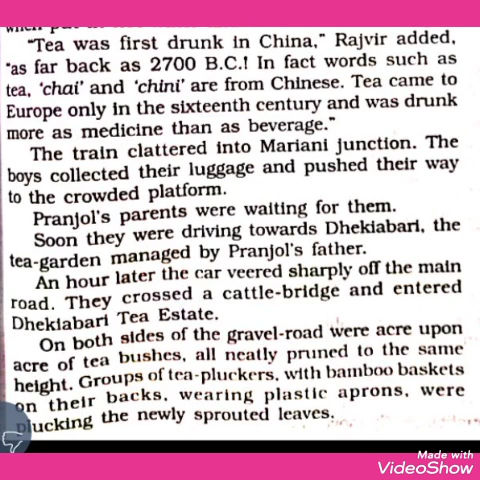 when put
"Tea was first drunk in China," Rajvir added,
"as far back as 2700 B.C.! In fact words such as
tea, 'chai' and 'chini' are from Chinese. Tea came to
Europe only in the sixteenth century and was drunk
more as medicine than as beverage."
The train clattered into Mariani junction. The
boys collected their luggage and pushed their way
to the crowded platform.
Pranjol's parents were waiting for them.
Soon they were driving towards Dhekiabari, the
tea-garden managed by Pranjol's father.
An hour later the car veered sharply off the main
road. They crossed a cattle-bridge and entered
Dhekiabari Tea Estate.
On both sides of the gravel-road were acre upon
acre of tea bushes, all neatly pruned to the same
height. Groups of tea-pluckers, with bamboo baskets
on their backs, wearing plastic aprons, were
plucking the newly sprouted leaves.
Made with
VideoShow